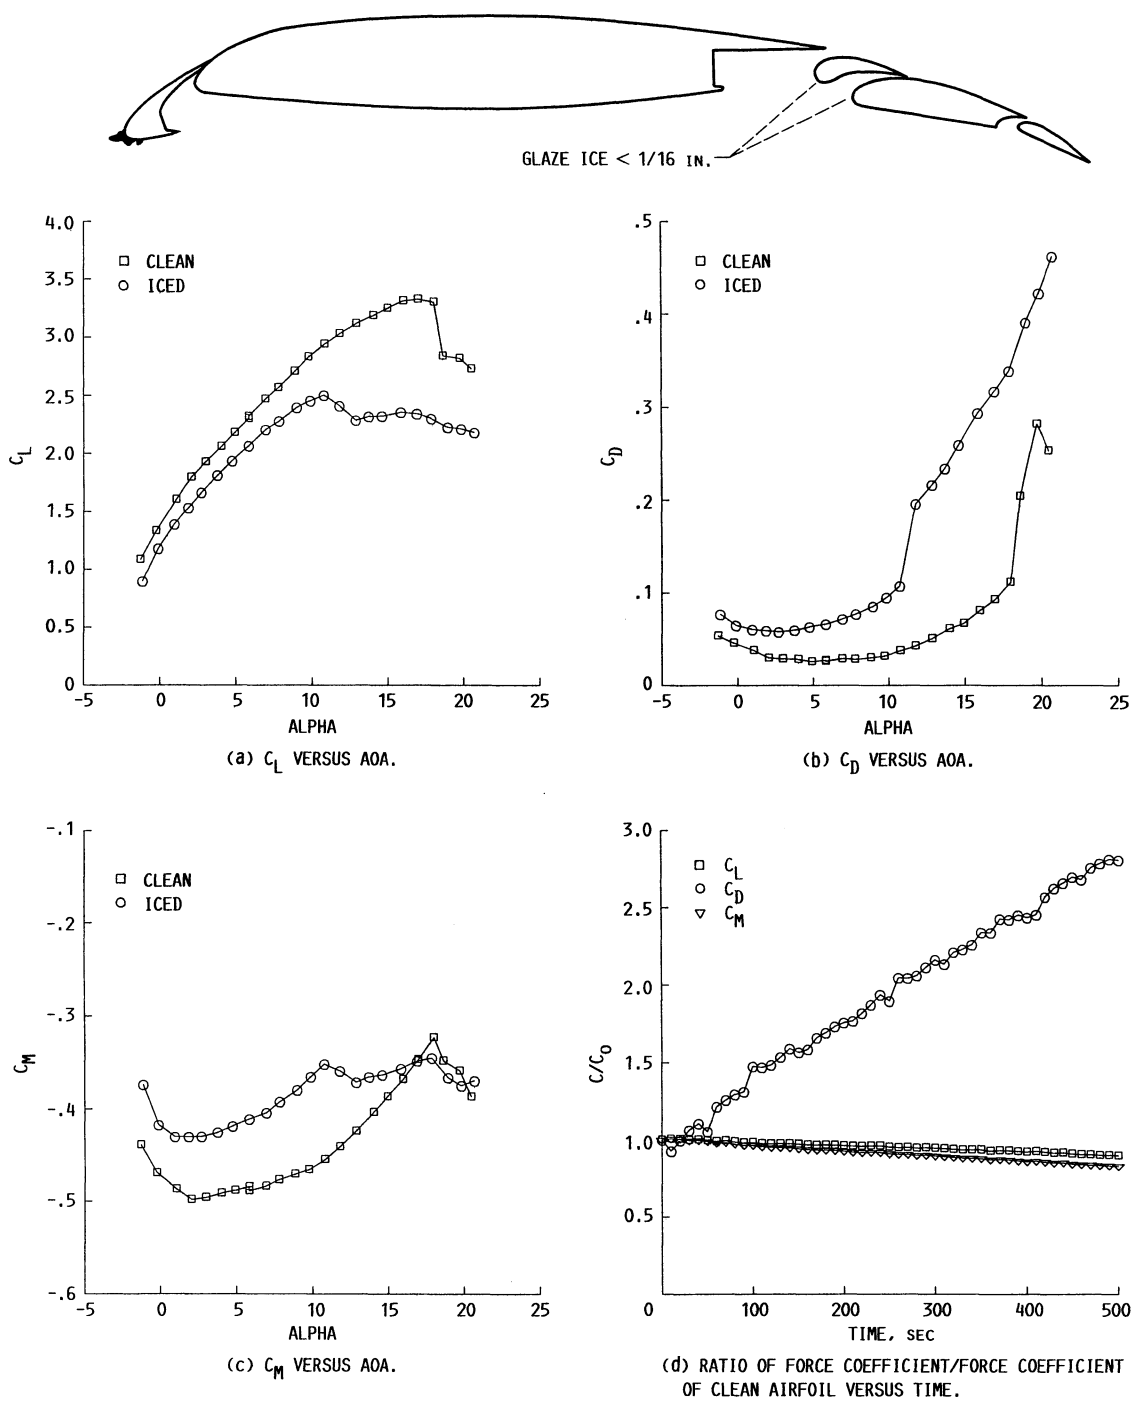 GLAZE ICE < 1/16 IN.
4.0
3.5
3.0
2.5
2.0
1.5
1.0
0.5
0
C_L
□ CLEAN
○ ICED
-5 0 5 10 15 20 25
ALPHA
(a) C_L VERSUS AOA.
.5
.4
.3
.2
.1
0
C_D
□ CLEAN
○ ICED
-5 0 5 10 15 20 25
ALPHA
(b) C_D VERSUS AOA.
-.1
-.2
-.3
-.4
-.5
-.6
C_M
□ CLEAN
○ ICED
-5 0 5 10 15 20 25
ALPHA
(c) C_M VERSUS AOA.
3.0
2.5
2.0
1.5
1.0
0.5
C/C_O
□ C_L
○ C_D
▽ C_M
0 100 200 300 400 500
TIME, SEC
(d) RATIO OF FORCE COEFFICIENT/FORCE COEFFICIENT
OF CLEAN AIRFOIL VERSUS TIME.